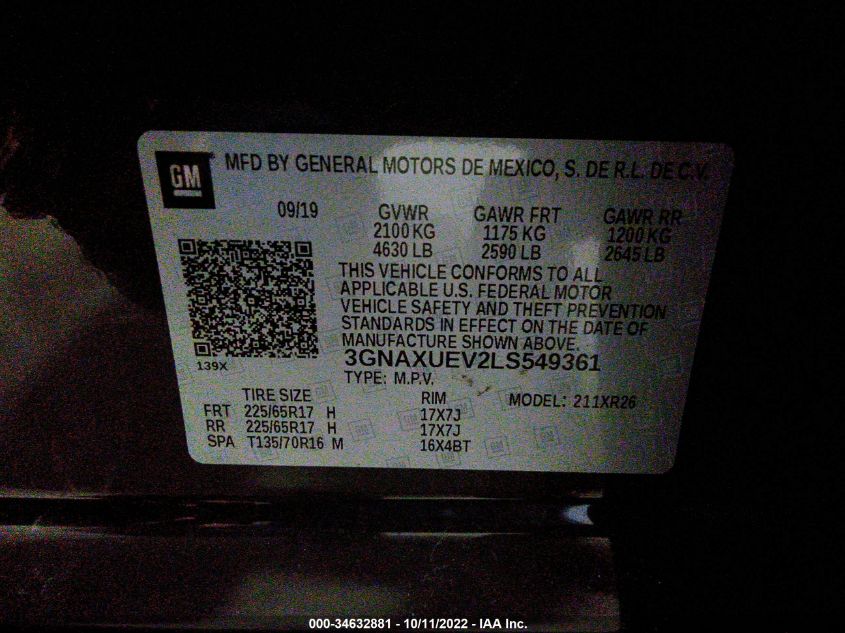 GM
MFD BY GENERAL MOTORS DE MEXICO, S. DE R.L. DE C.V.
09/19
GVWR GAWR FRT GAWR RR
2100 KG 1175 KG 1200 KG
4630 LB 2590 LB 2645 LB
THIS VEHICLE CONFORMS TO ALL
APPLICABLE U.S. FEDERAL MOTOR
VEHICLE SAFETY AND THEFT PREVENTION
STANDARDS IN EFFECT ON THE DATE OF
MANUFACTURE SHOWN ABOVE.
3GNAXUEV2LS549361
139X
TYPE: M.P.V.
TIRE SIZE RIM MODEL: 211XR26
FRT 225/65R17 H 17X7J
RR 225/65R17 H 17X7J
SPA T135/70R16 M 16X4BT
000-34632881 - 10/11/2022 - IAA Inc.